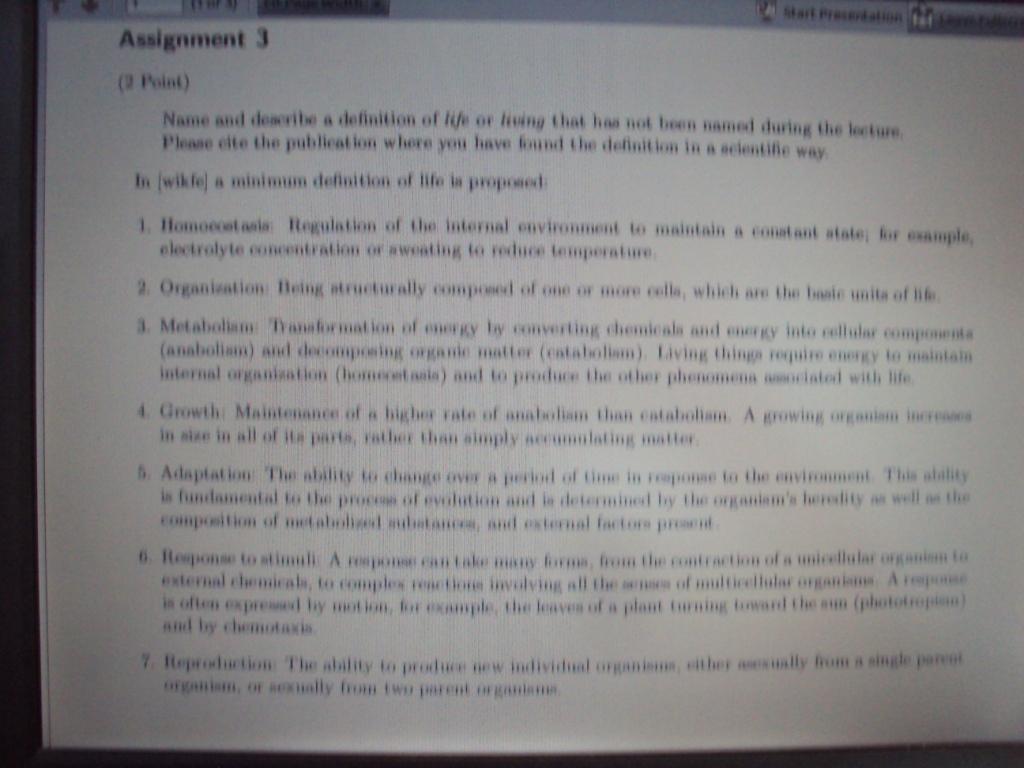 1 (1 of 3) Fit Page Width
Start Presentation Leave Fullscreen
Assignment 3
(2 Point)
Name and describe a definition of life or living that has not been named during the lecture.
Please cite the publication where you have found the definition in a scientific way.
In [wikfe] a minimum definition of life is proposed:
1. Homoeostasis: Regulation of the internal environment to maintain a constant state; for example,
electrolyte concentration or sweating to reduce temperature.
2. Organization: Being structurally composed of one or more cells, which are the basic units of life.
3. Metabolism: Transformation of energy by converting chemicals and energy into cellular components
(anabolism) and decomposing organic matter (catabolism). Living things require energy to maintain
internal organization (homeostasis) and to produce the other phenomena associated with life.
4. Growth: Maintenance of a higher rate of anabolism than catabolism. A growing organism increases
in size in all of its parts, rather than simply accumulating matter.
5. Adaptation: The ability to change over a period of time in response to the environment. This ability
is fundamental to the process of evolution and is determined by the organism's heredity as well as the
composition of metabolized substances, and external factors present.
6. Response to stimuli: A response can take many forms, from the contraction of a unicellular organism to
external chemicals, to complex reactions involving all the senses of multicellular organisms. A response
is often expressed by motion, for example, the leaves of a plant turning toward the sun (phototropism)
and by chemotaxis.
7. Reproduction: The ability to produce new individual organisms, either asexually from a single parent
organism, or sexually from two parent organisms.